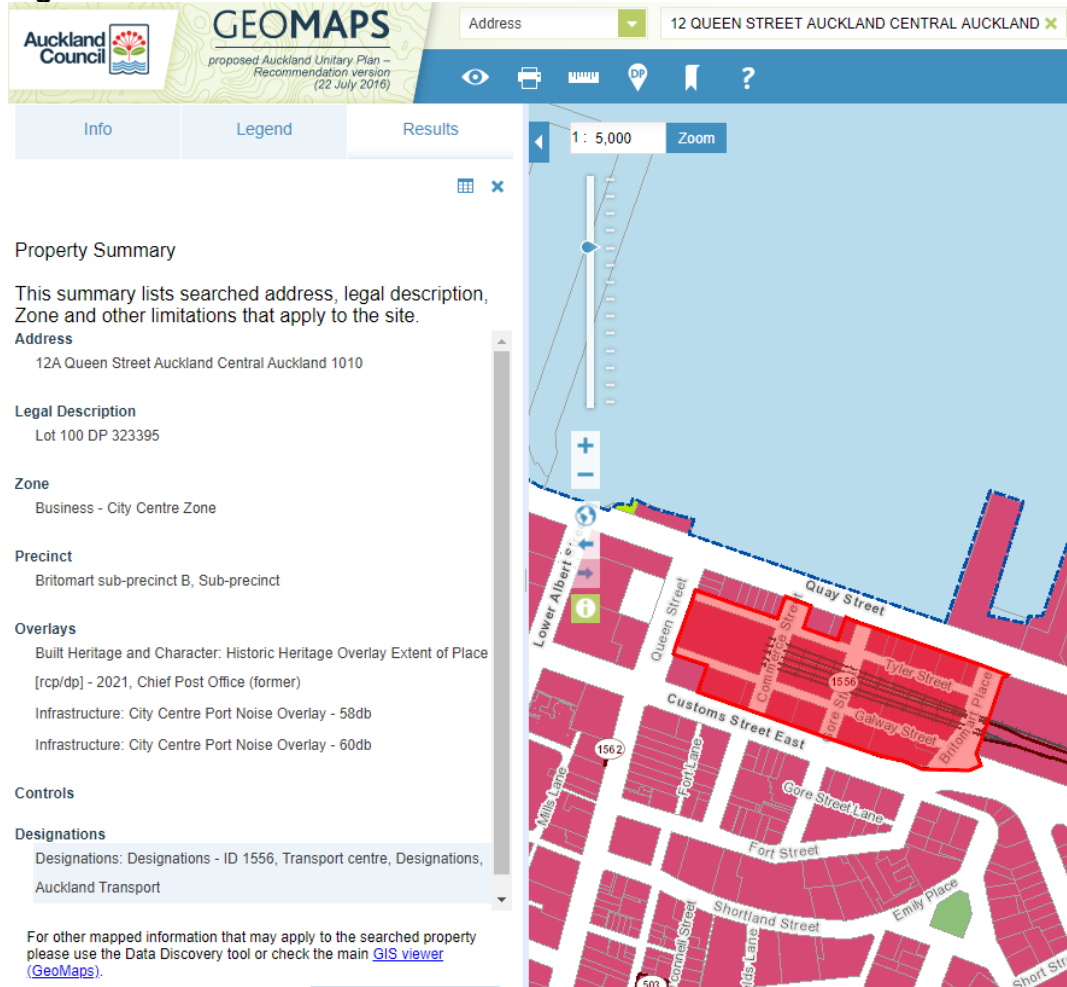 Auckland
Council
GEOMAPS
proposed Auckland Unitary Plan –
Recommendation version
(22 July 2016)
Address
12 QUEEN STREET AUCKLAND CENTRAL AUCKLAND
DP
?
Info
Legend
Results
1 : 5,000
Zoom
Property Summary
This summary lists searched address, legal description,
Zone and other limitations that apply to the site.
Address
12A Queen Street Auckland Central Auckland 1010
Legal Description
Lot 100 DP 323395
Zone
Business - City Centre Zone
Precinct
Britomart sub-precinct B, Sub-precinct
Overlays
Built Heritage and Character: Historic Heritage Overlay Extent of Place
[rcp/dp] - 2021, Chief Post Office (former)
Infrastructure: City Centre Port Noise Overlay - 58db
Infrastructure: City Centre Port Noise Overlay - 60db
Controls
Designations
Designations: Designations - ID 1556, Transport centre, Designations,
Auckland Transport
For other mapped information that may apply to the searched property
please use the Data Discovery tool or check the main GIS viewer
(GeoMaps).
Quay Street
Lower Albert
Queen Street
Commerce Street
Tyler Street
1556
Galway Street
Britomart Place
Customs Street East
1562
Fort Lane
Mills Lane
Gore Street Lane
Fort Street
Emily Place
Shortland Street
503